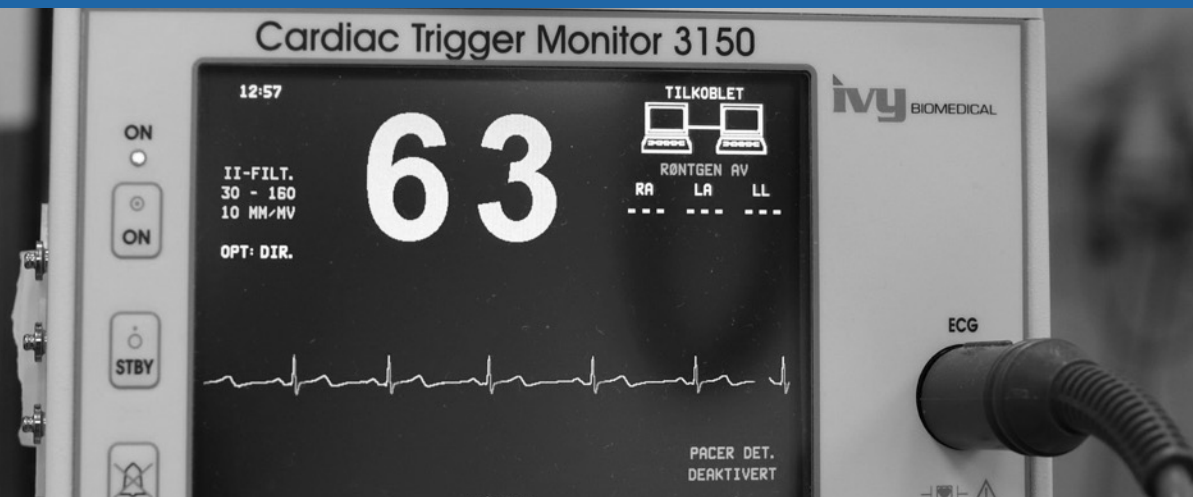 Cardiac Trigger Monitor 3150
ivy BIOMEDICAL
12:57
63
TILKOBLET
RØNTGEN AV
RA LA LL
--- --- ---
II-FILT.
30 - 160
10 MM/MV
OPT: DIR.
ON
ON
STBY
ECG
PACER DET.
DEAKTIVERT